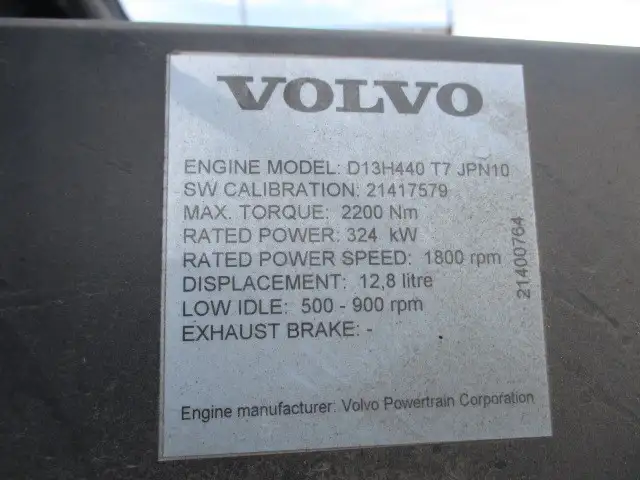 VOLVO
ENGINE MODEL: D13H440 T7 JPN10
SW CALIBRATION: 21417579
MAX. TORQUE: 2200 Nm
RATED POWER: 324 kW
RATED POWER SPEED: 1800 rpm
DISPLACEMENT: 12,8 litre
LOW IDLE: 500 - 900 rpm
EXHAUST BRAKE: -
21400764
Engine manufacturer: Volvo Powertrain Corporation